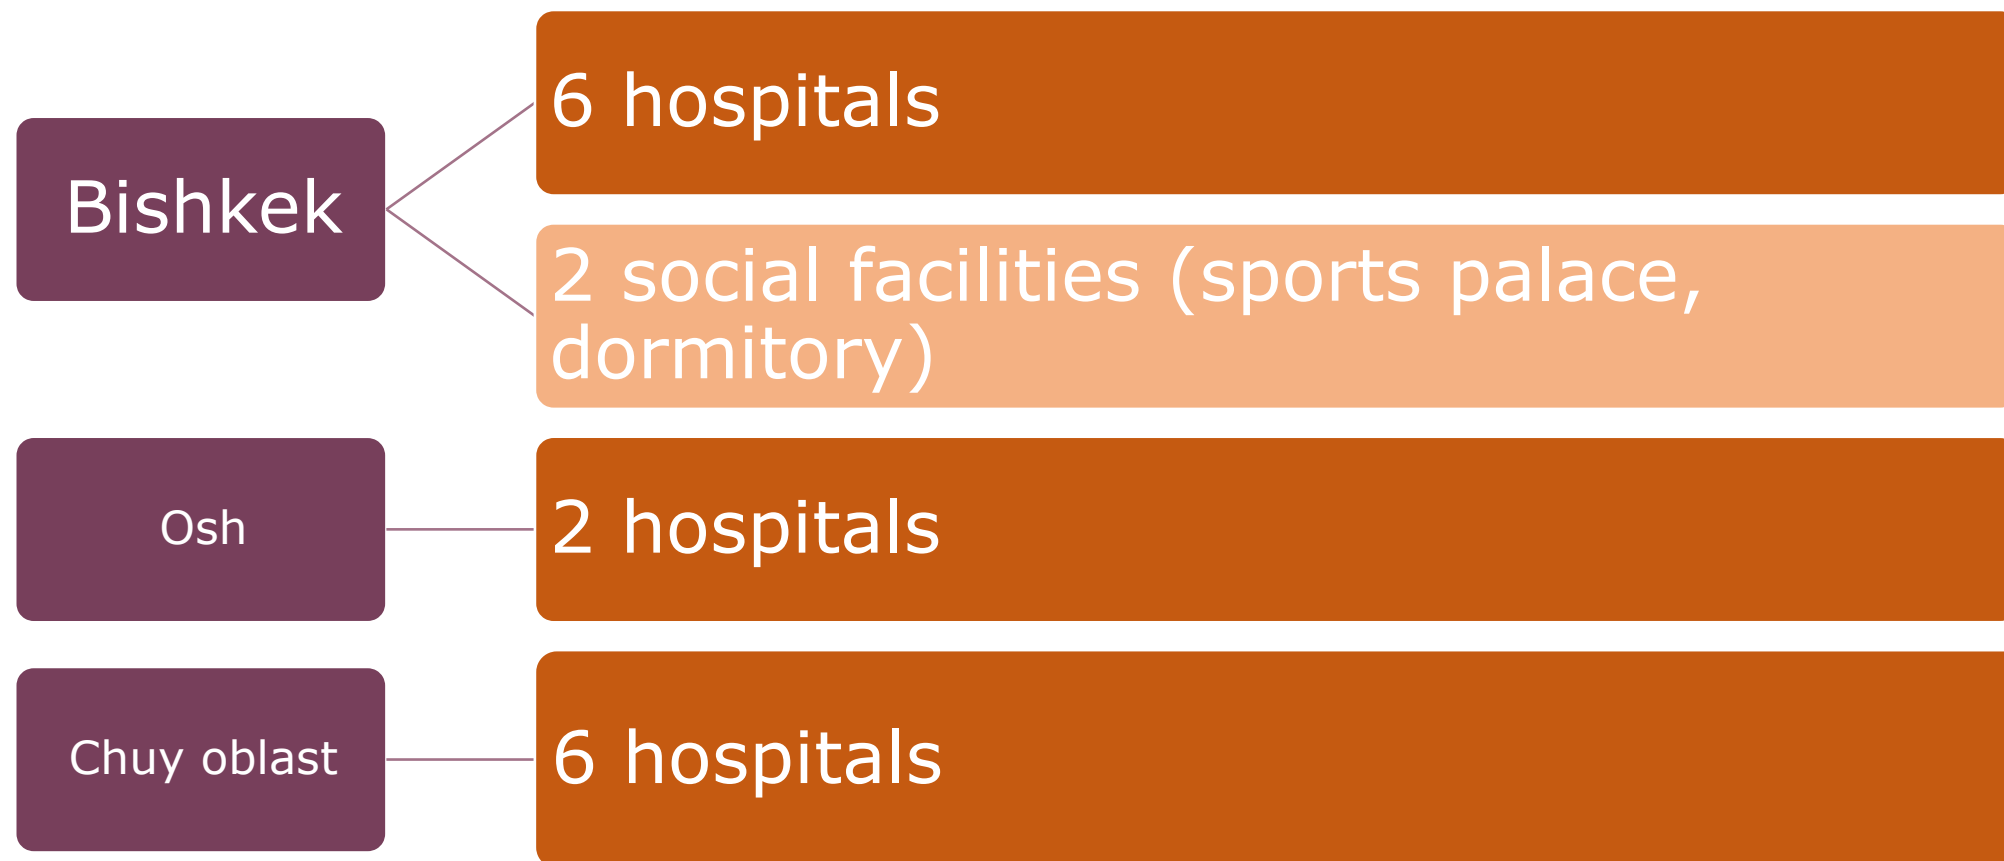 Bishkek
6 hospitals
2 social facilities (sports palace,
dormitory)
Osh
2 hospitals
Chuy oblast
6 hospitals